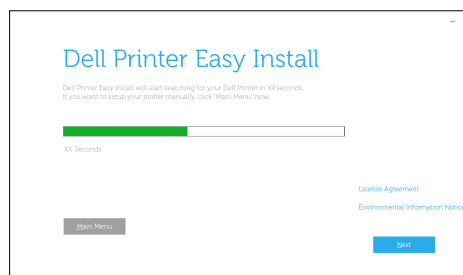 Dell Printer Easy Install
Dell Printer Easy Install will start searching for your Dell Printer in XX seconds.
If you want to setup your printer manually, click "Main Menu" now.
XX Seconds
License Agreement
Environmental Information Notice
Main Menu
Next